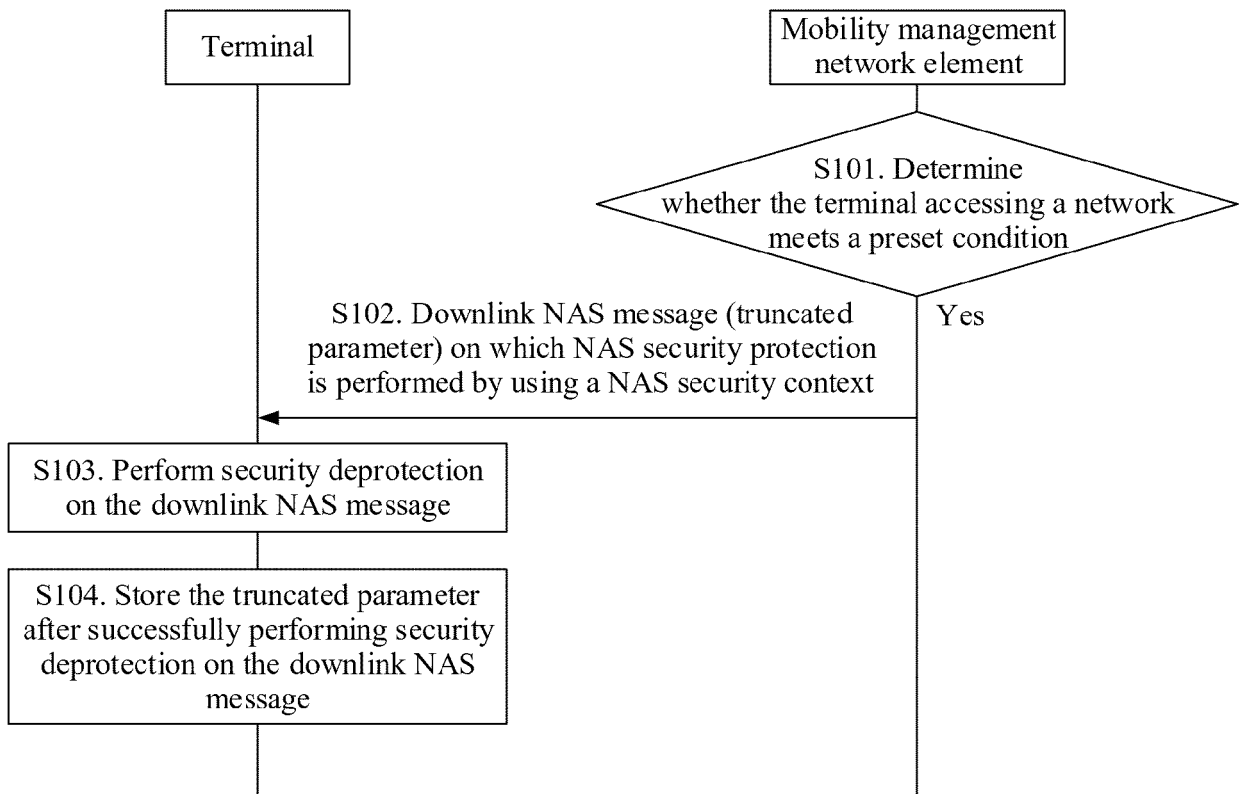 Terminal
Mobility management
network element
S101. Determine
whether the terminal accessing a network
meets a preset condition
Yes
S102. Downlink NAS message (truncated
parameter) on which NAS security protection
is performed by using a NAS security context
S103. Perform security deprotection
on the downlink NAS message
S104. Store the truncated parameter
after successfully performing security
deprotection on the downlink NAS
message